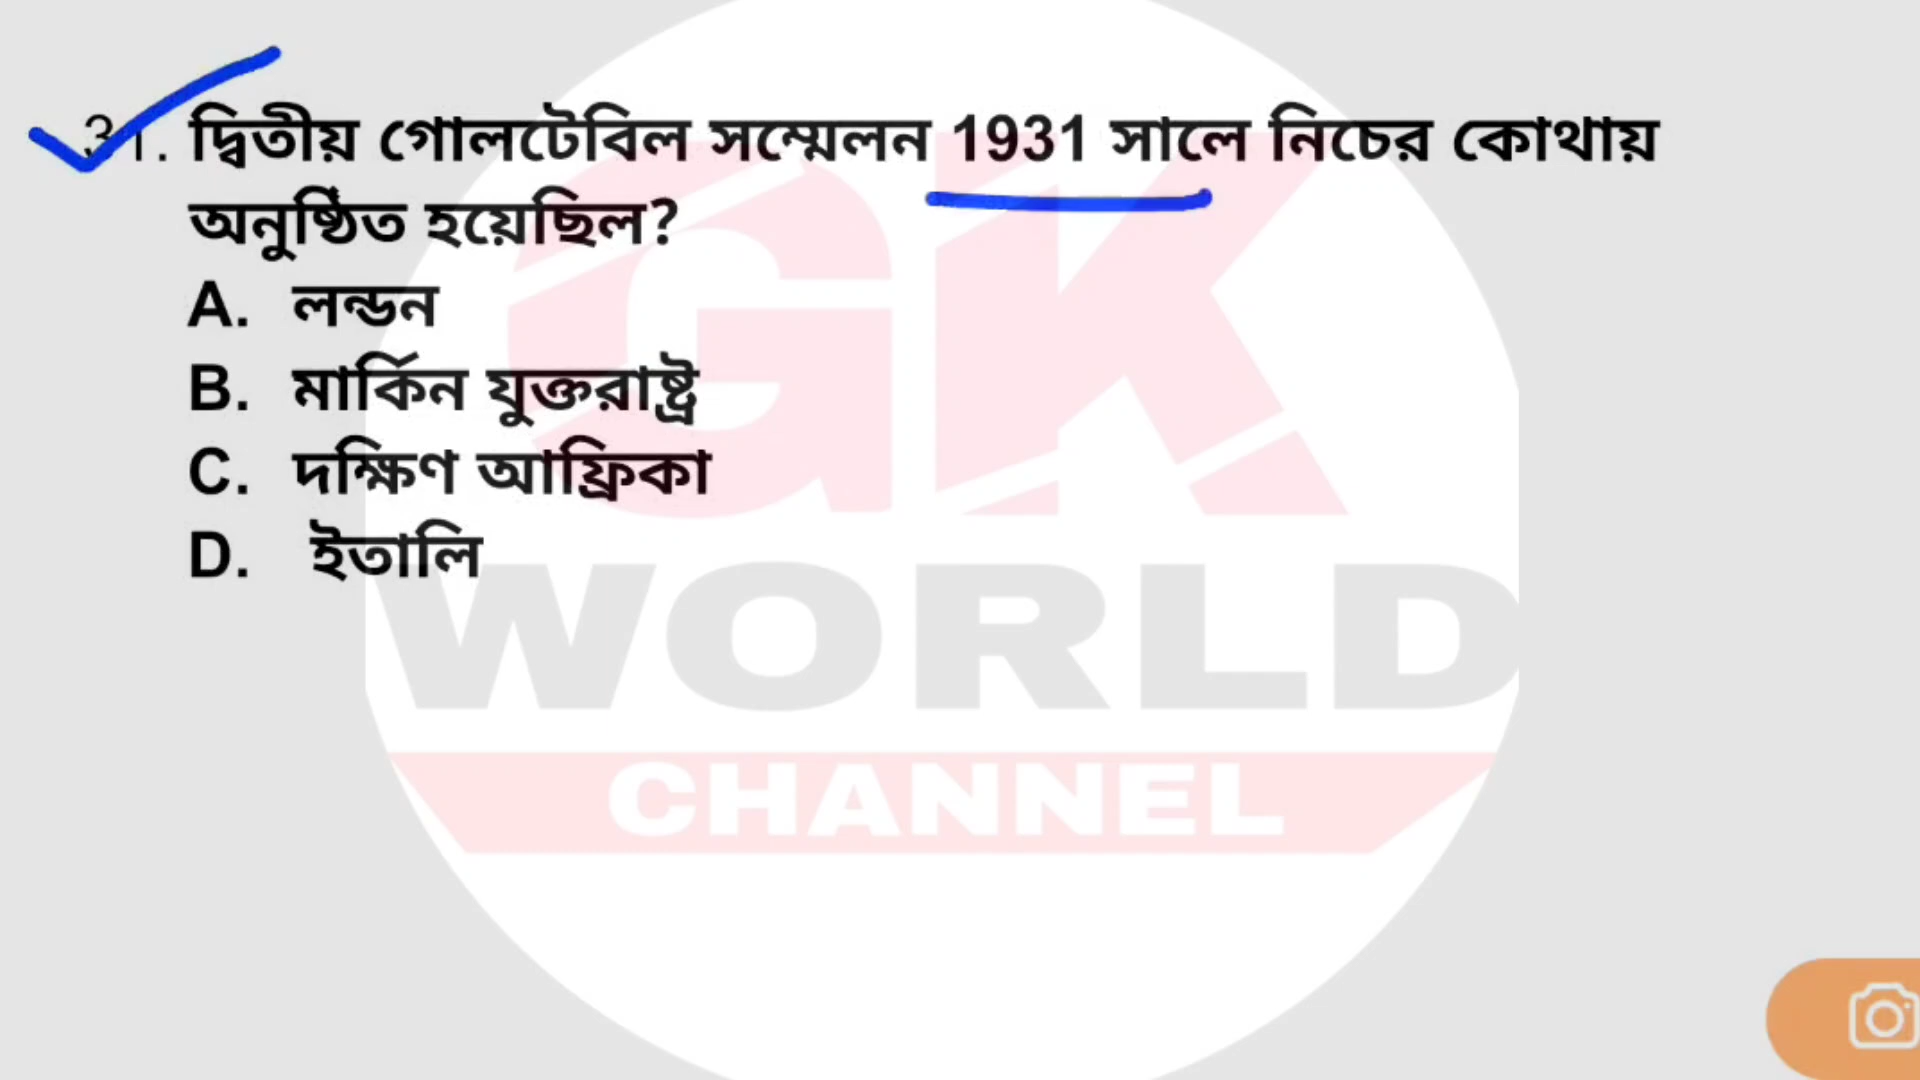 31. দ্বিতীয় গোলটেবিল সম্মেলন 1931 সালে নিচের কোথায়
অনুষ্ঠিত হয়েছিল?
A. লন্ডন
B. মার্কিন যুক্তরাষ্ট্র
C. দক্ষিণ আফ্রিকা
D. ইতালি
GK
WORLD
CHANNEL